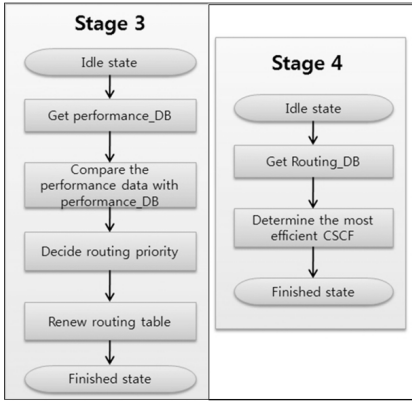 Stage 3
Idle state
Get performance_DB
Compare the
performance data with
performance_DB
Decide routing priority
Renew routing table
Finished state
Stage 4
Idle state
Get Routing_DB
Determine the most
efficient CSCF
Finished state